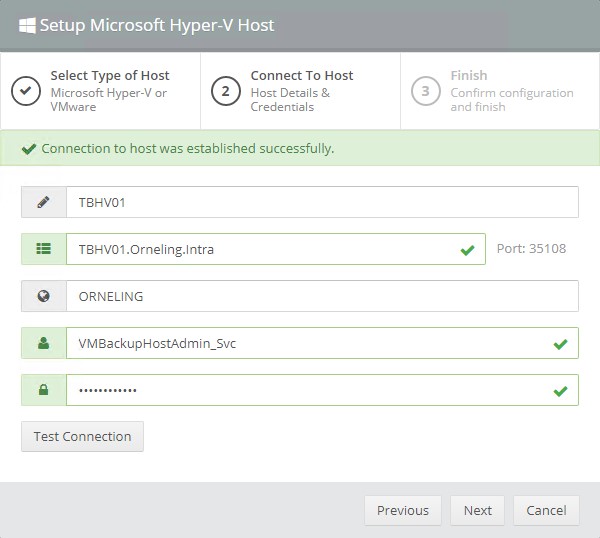 Setup Microsoft Hyper-V Host
Select Type of Host
Microsoft Hyper-V or
VMware
2
Connect To Host
Host Details &
Credentials
3
Finish
Confirm configuration
and finish
Connection to host was established successfully.
TBHV01
TBHV01.Orneling.Intra
Port: 35108
ORNELING
VMBackupHostAdmin_Svc
••••••••••••
Test Connection
Previous
Next
Cancel